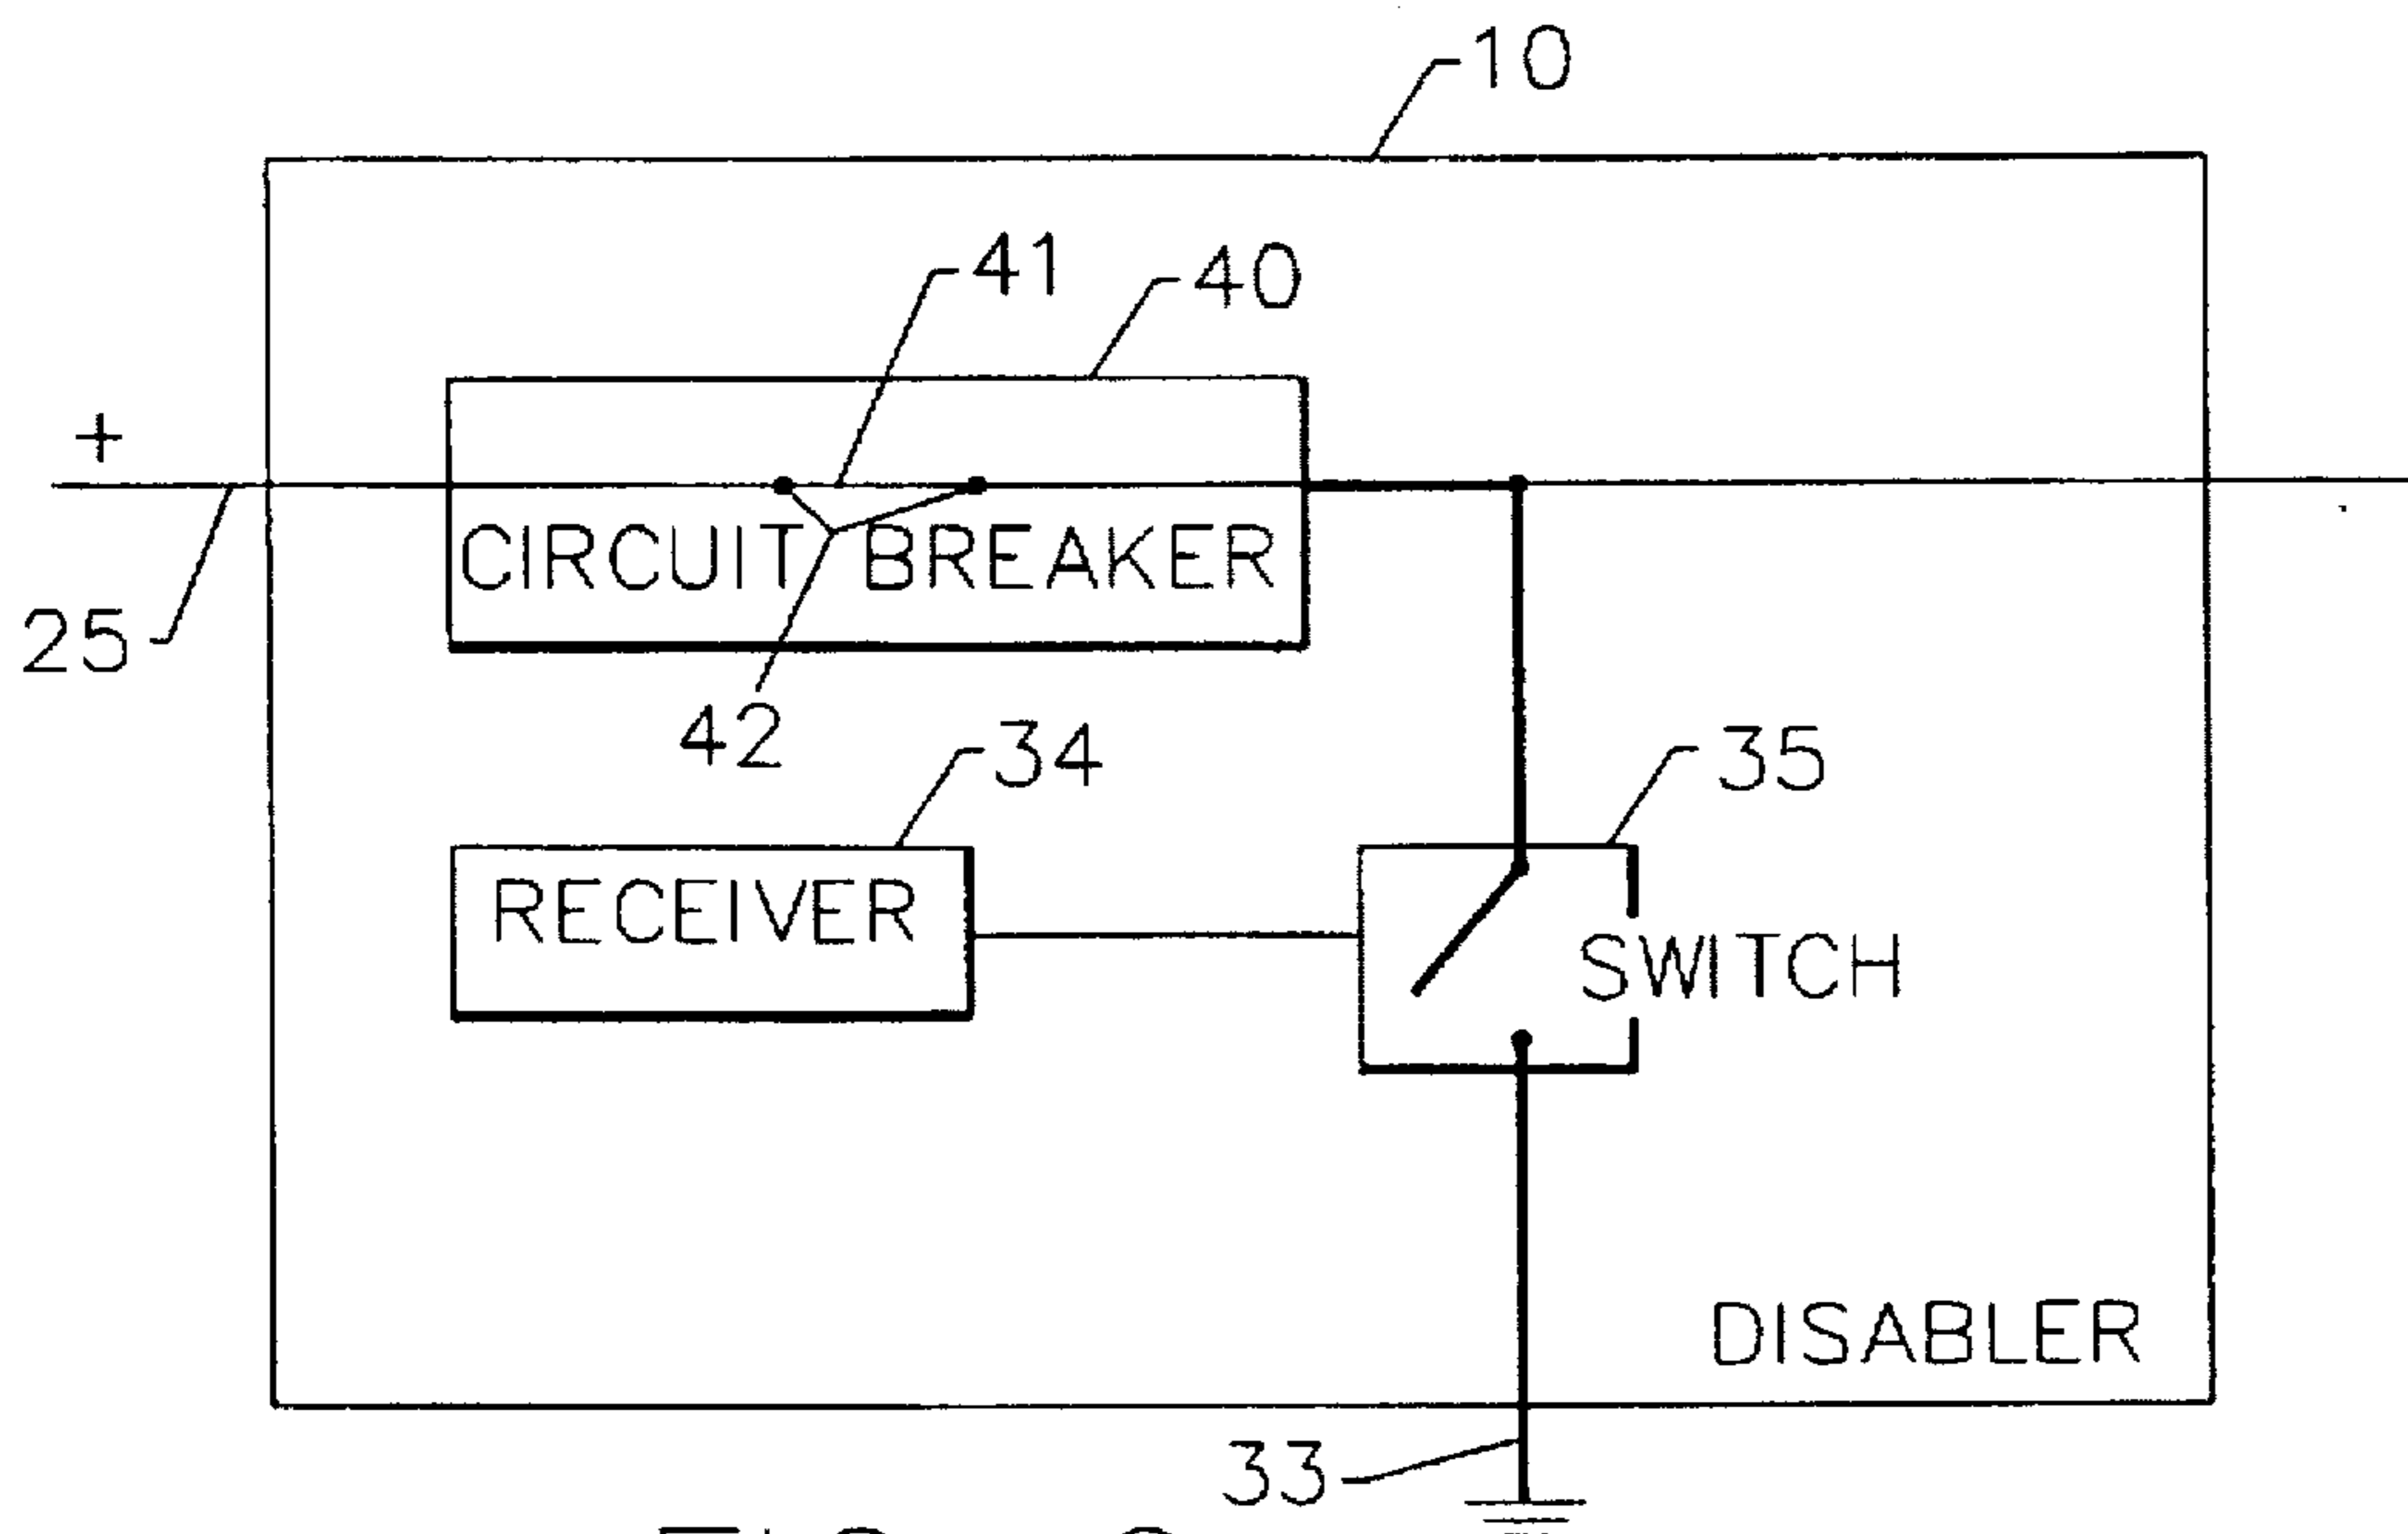 10
41
40
+
CIRCUIT BREAKER
25
42
34
35
RECEIVER
SWITCH
DISABLER
33